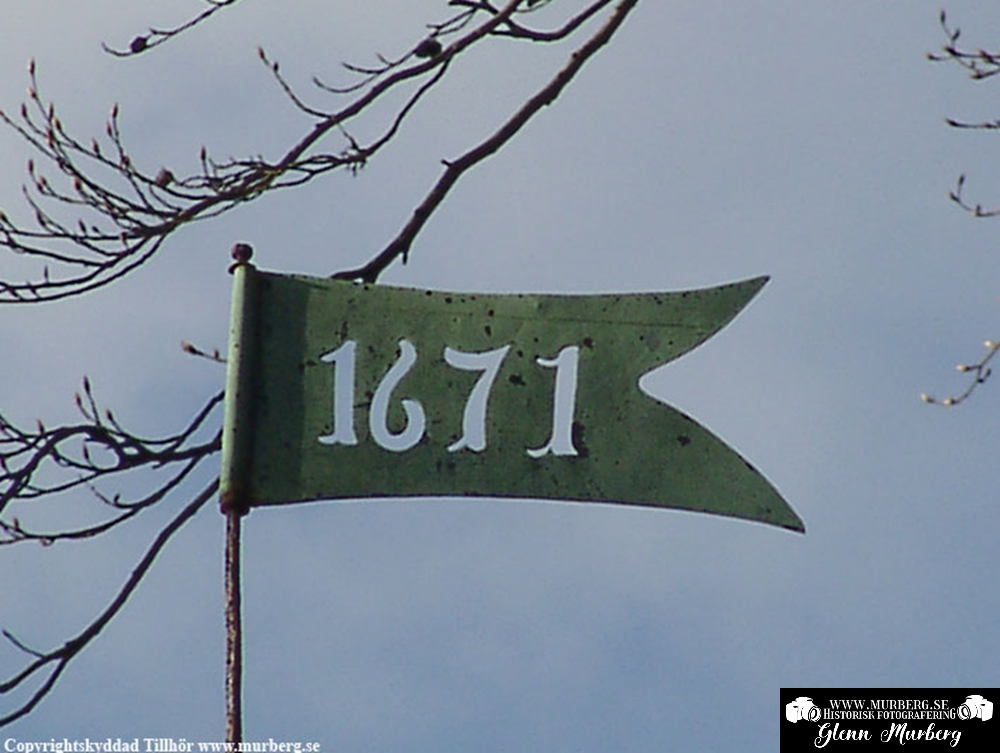 1671
WWW.MURBERG.SE
HISTORISK FOTOGRAFERING
Glenn Murberg
Copyrightskyddad Tillhör www.murberg.se